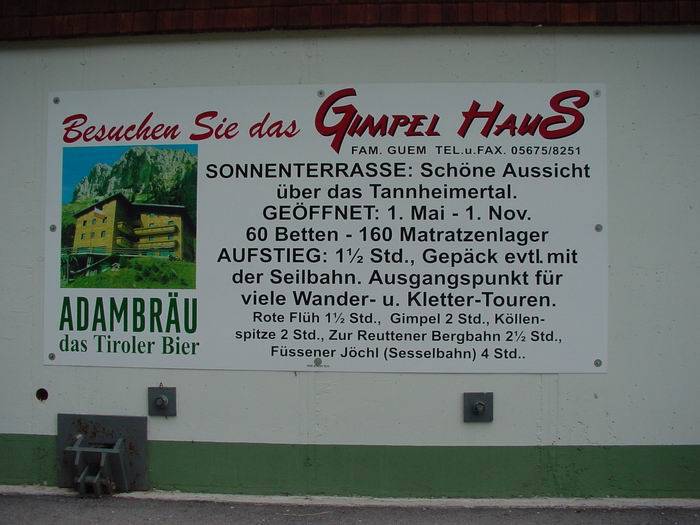 Besuchen Sie das GIMPEL HAUS
FAM. GUEM TEL.u.FAX. 05675/8251
SONNENTERRASSE: Schöne Aussicht
über das Tannheimertal.
GEÖFFNET: 1. Mai - 1. Nov.
60 Betten - 160 Matratzenlager
AUFSTIEG: 1½ Std., Gepäck evtl. mit
der Seilbahn. Ausgangspunkt für
viele Wander- u. Kletter-Touren.
Rote Flüh 1½ Std., Gimpel 2 Std., Köllen-
spitze 2 Std., Zur Reuttener Bergbahn 2½ Std.,
Füssener Jöchl (Sesselbahn) 4 Std..
ADAMBRÄU
das Tiroler Bier